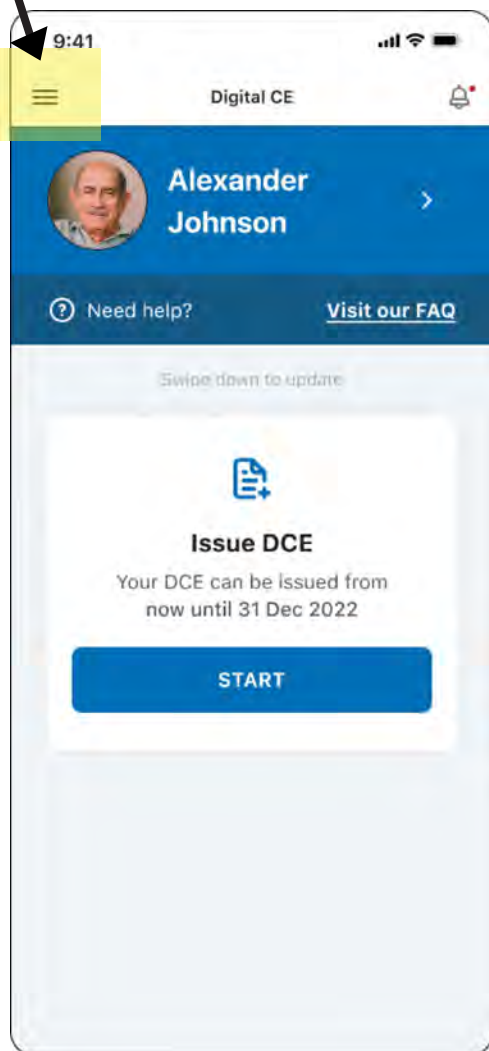 9:41
Digital CE
Alexander
Johnson
Need help? Visit our FAQ
Swipe down to update
Issue DCE
Your DCE can be issued from
now until 31 Dec 2022
START